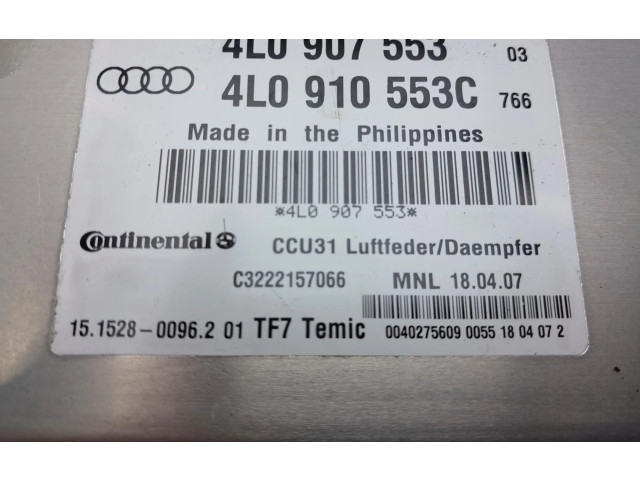 4L0 907 553 03
4L0 910 553C 766
Made in the Philippines
*4L0 907 553*
Continental CCU31 Luftfeder/Daempfer
C3222157066 MNL 18.04.07
15.1528-0096.2 01 TF7 Temic 0040275609 0055 18 04 07 2